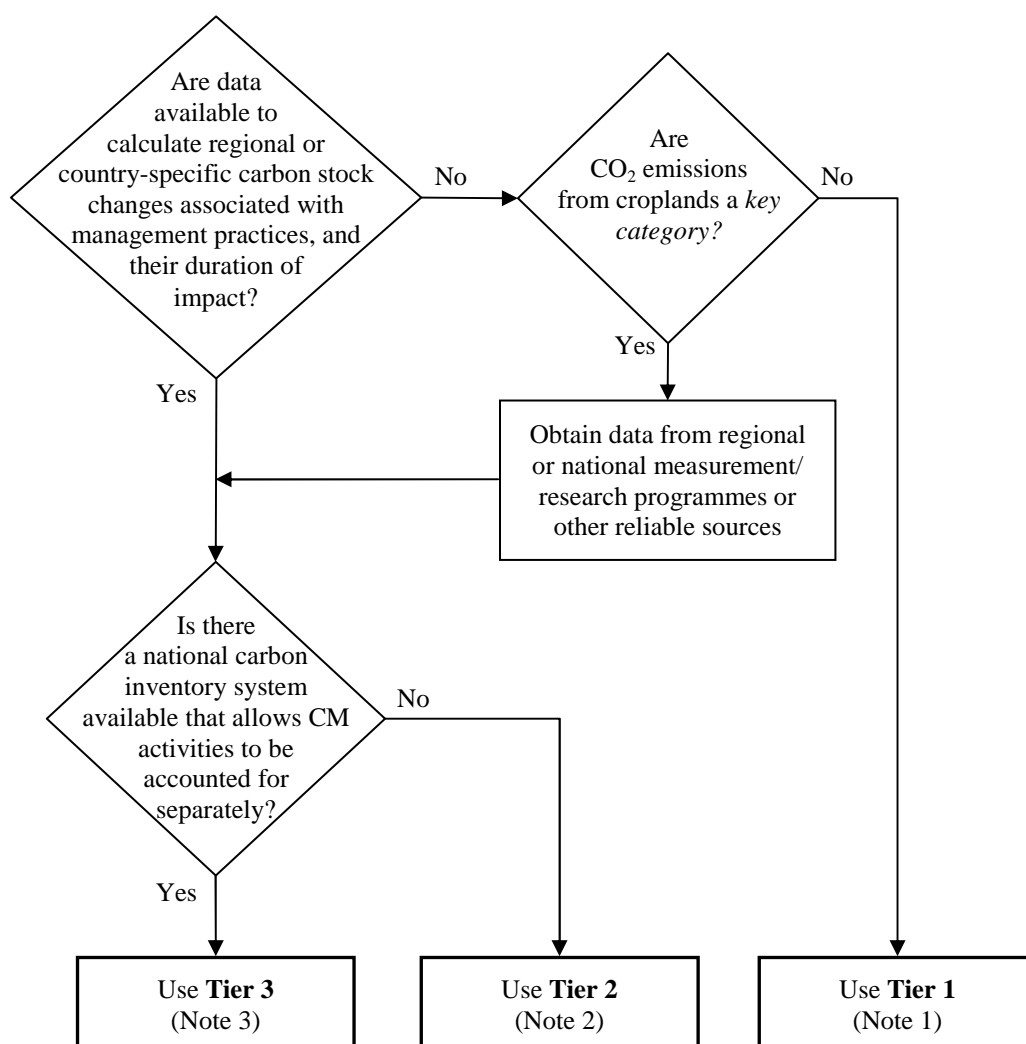 Are data
available to
calculate regional or
country-specific carbon stock
changes associated with
management practices, and
their duration of
impact?
No
Are
CO₂ emissions
from croplands a key
category?
No
Yes
Yes
Obtain data from regional
or national measurement/
research programmes or
other reliable sources
Is there
a national carbon
inventory system
available that allows CM
activities to be
accounted for
separately?
No
Yes
Use Tier 3
(Note 3)
Use Tier 2
(Note 2)
Use Tier 1
(Note 1)